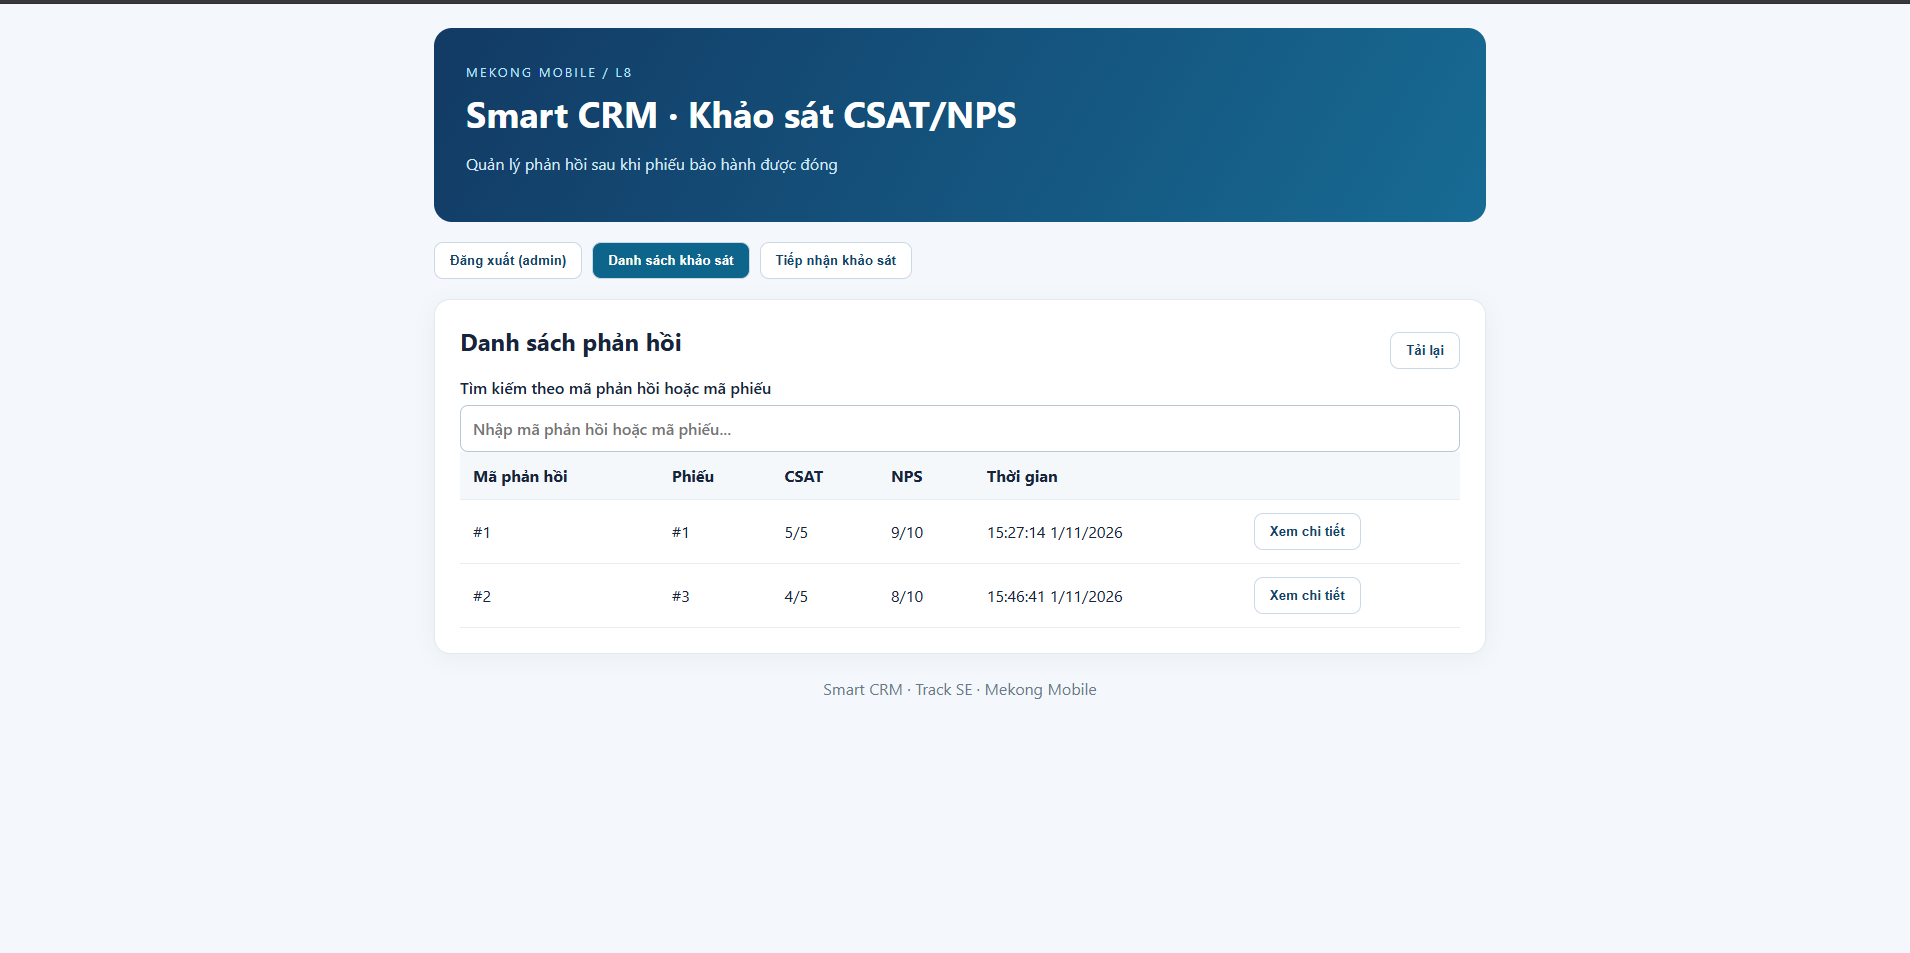 MEKONG MOBILE / L8
Smart CRM · Khảo sát CSAT/NPS
Quản lý phản hồi sau khi phiếu bảo hành được đóng
Đăng xuất (admin) Danh sách khảo sát Tiếp nhận khảo sát
Danh sách phản hồi
Tải lại
Tìm kiếm theo mã phản hồi hoặc mã phiếu
Nhập mã phản hồi hoặc mã phiếu...
Mã phản hồi Phiếu CSAT NPS Thời gian
#1 #1 5/5 9/10 15:27:14 1/11/2026 Xem chi tiết
#2 #3 4/5 8/10 15:46:41 1/11/2026 Xem chi tiết
Smart CRM · Track SE · Mekong Mobile